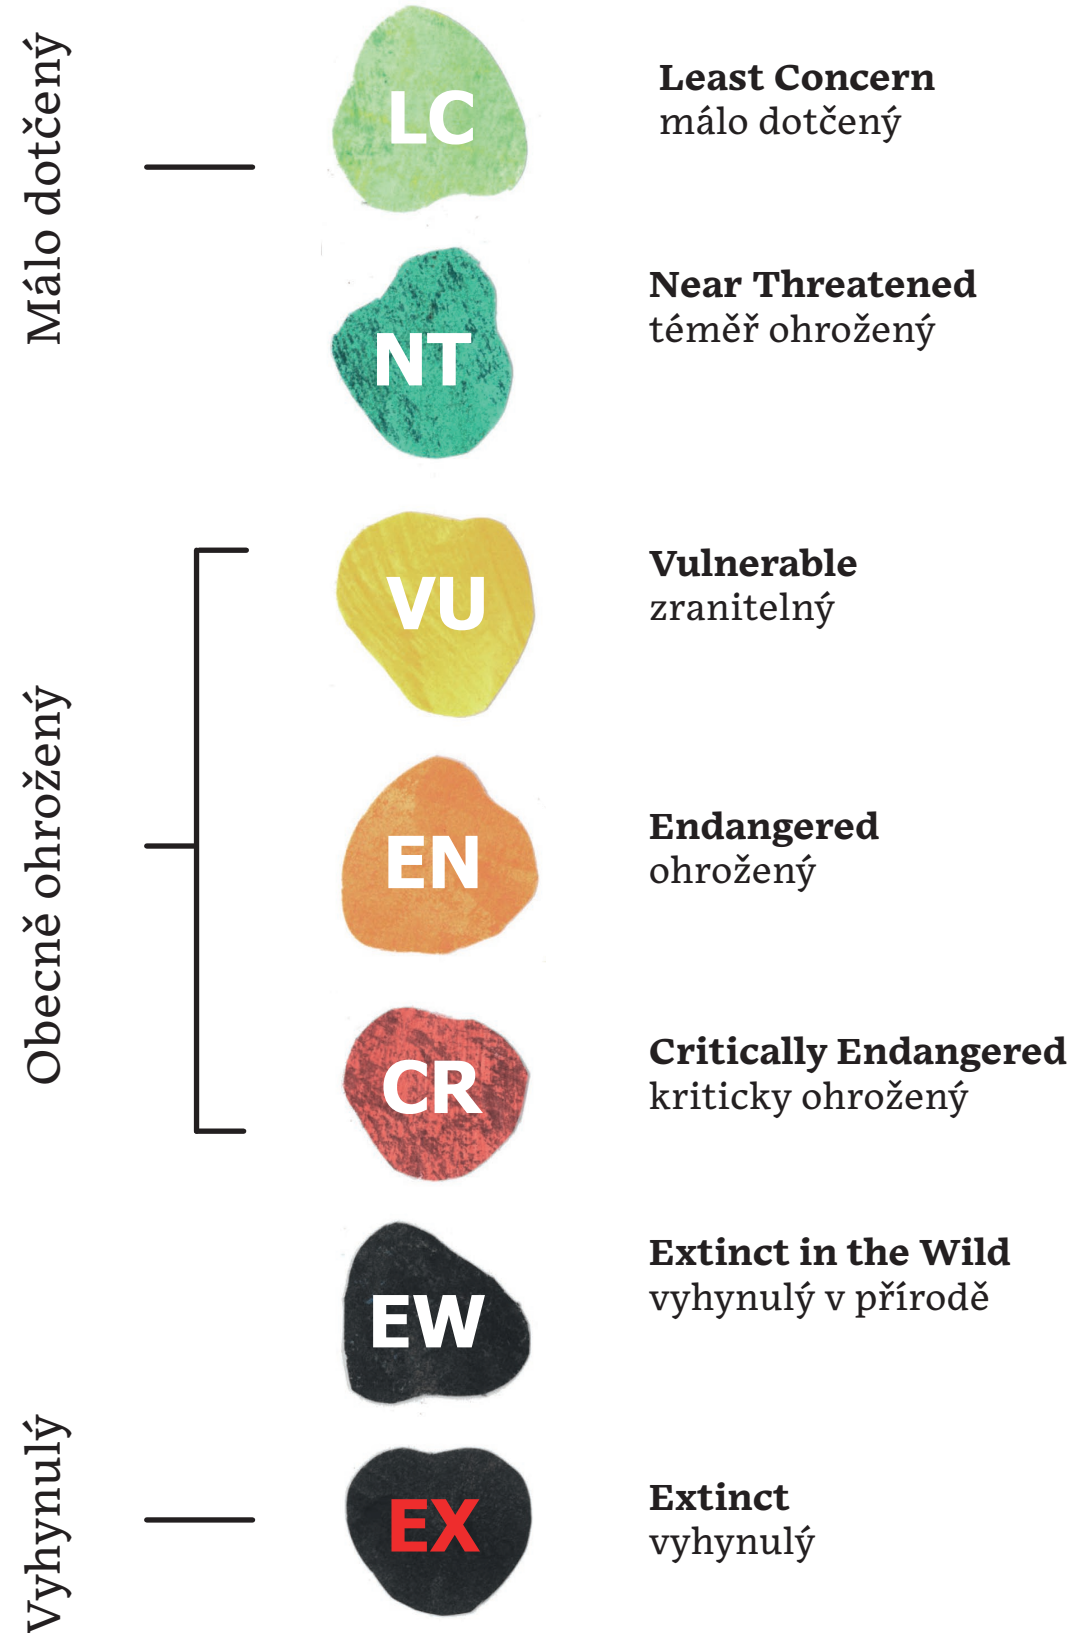 Málo dotčený
LC
Least Concern
málo dotčený
NT
Near Threatened
téměř ohrožený
Obecně ohrožený
VU
Vulnerable
zranitelný
EN
Endangered
ohrožený
CR
Critically Endangered
kriticky ohrožený
EW
Extinct in the Wild
vyhynulý v přírodě
Vyhynulý
EX
Extinct
vyhynulý